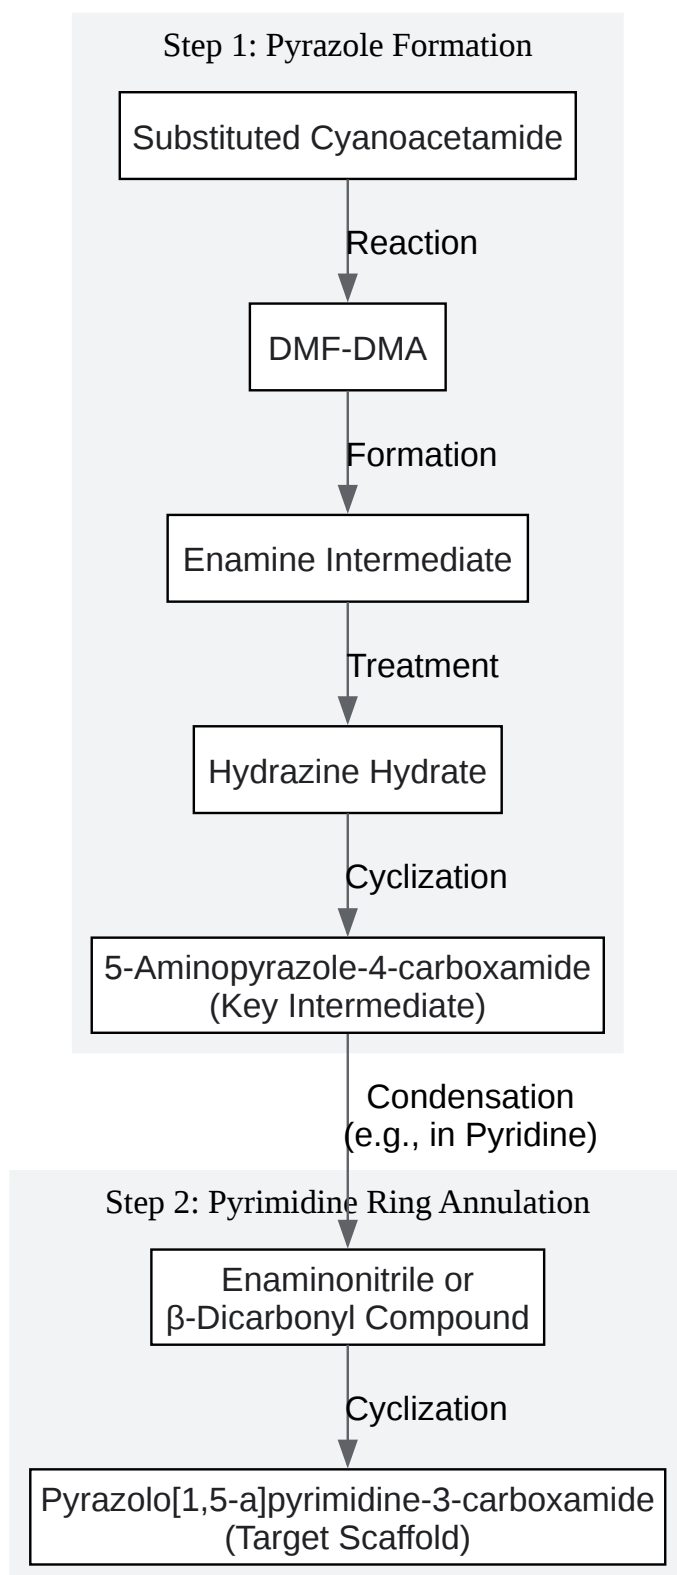 Step 1: Pyrazole Formation
Substituted Cyanoacetamide
Reaction
DMF-DMA
Formation
Enamine Intermediate
Treatment
Hydrazine Hydrate
Cyclization
5-Aminopyrazole-4-carboxamide
(Key Intermediate)
Condensation
(e.g., in Pyridine)
Step 2: Pyrimidine Ring Annulation
Enaminonitrile or
β-Dicarbonyl Compound
Cyclization
Pyrazolo[1,5-a]pyrimidine-3-carboxamide
(Target Scaffold)